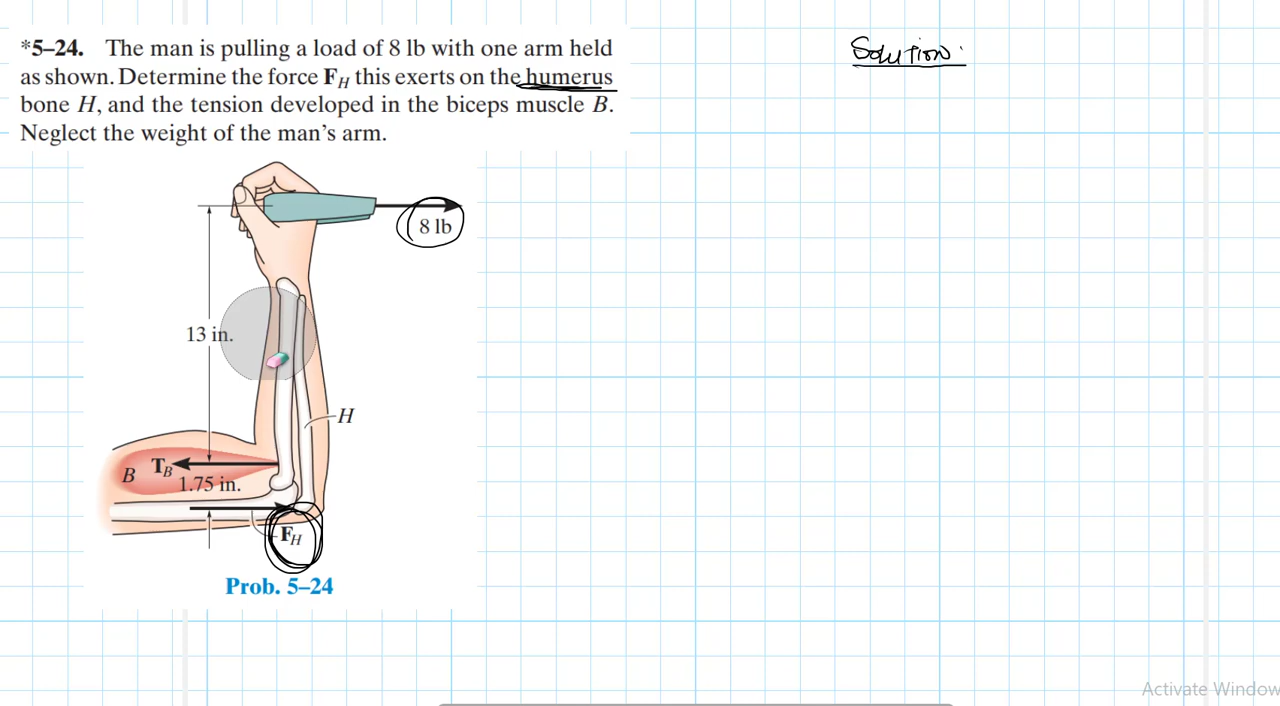 *5–24. The man is pulling a load of 8 lb with one arm held
as shown. Determine the force F_H this exerts on the humerus
bone H, and the tension developed in the biceps muscle B.
Neglect the weight of the man's arm.
Solution:
8 lb
13 in.
H
T_B
B
1.75 in.
F_H
Prob. 5–24
Activate Window